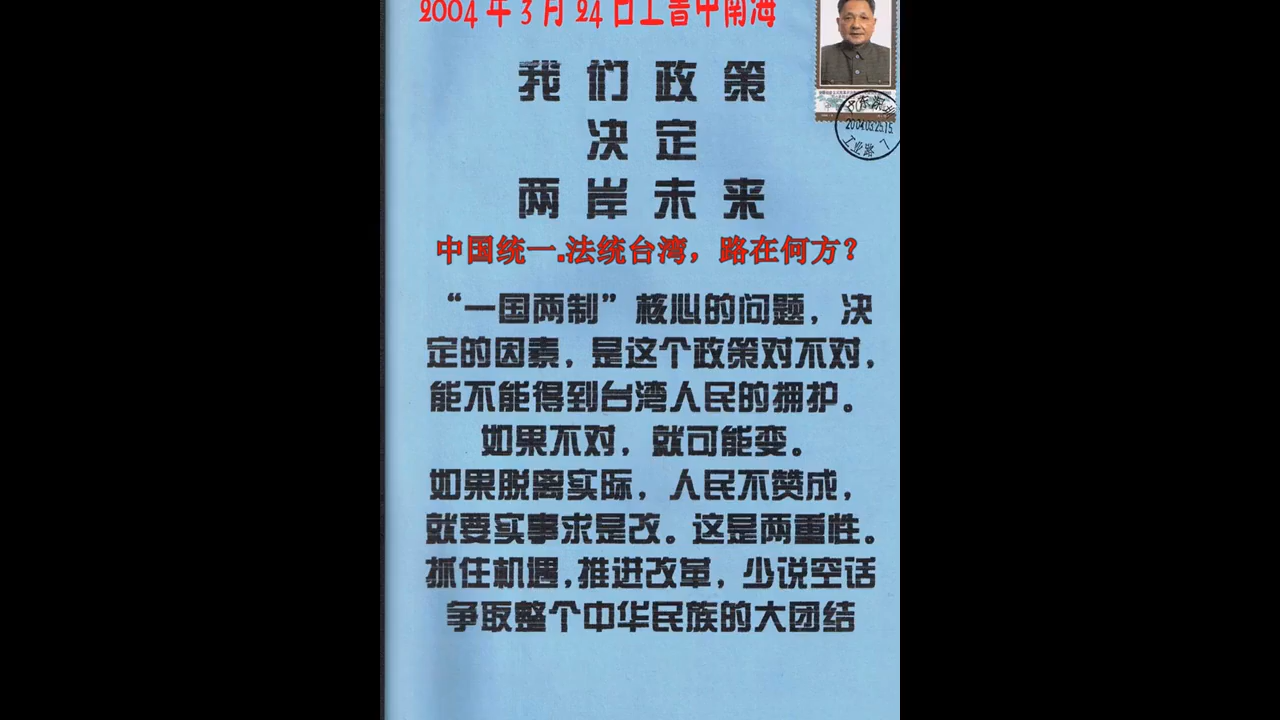 2004年3月24日上書中南海
我们政策
决定
两岸未来
中国统一.法统台湾，路在何方?
“一国两制”核心的问题，决
定的因素，是这个政策对不对，
能不能得到台湾人民的拥护。
如果不对，就可能变。
如果脱离实际，人民不赞成，
就要实事求是改。这是两重性。
抓住机遇,推进改革，少说空话
争取整个中华民族的大团结
2004.03.25.15
工业路 7